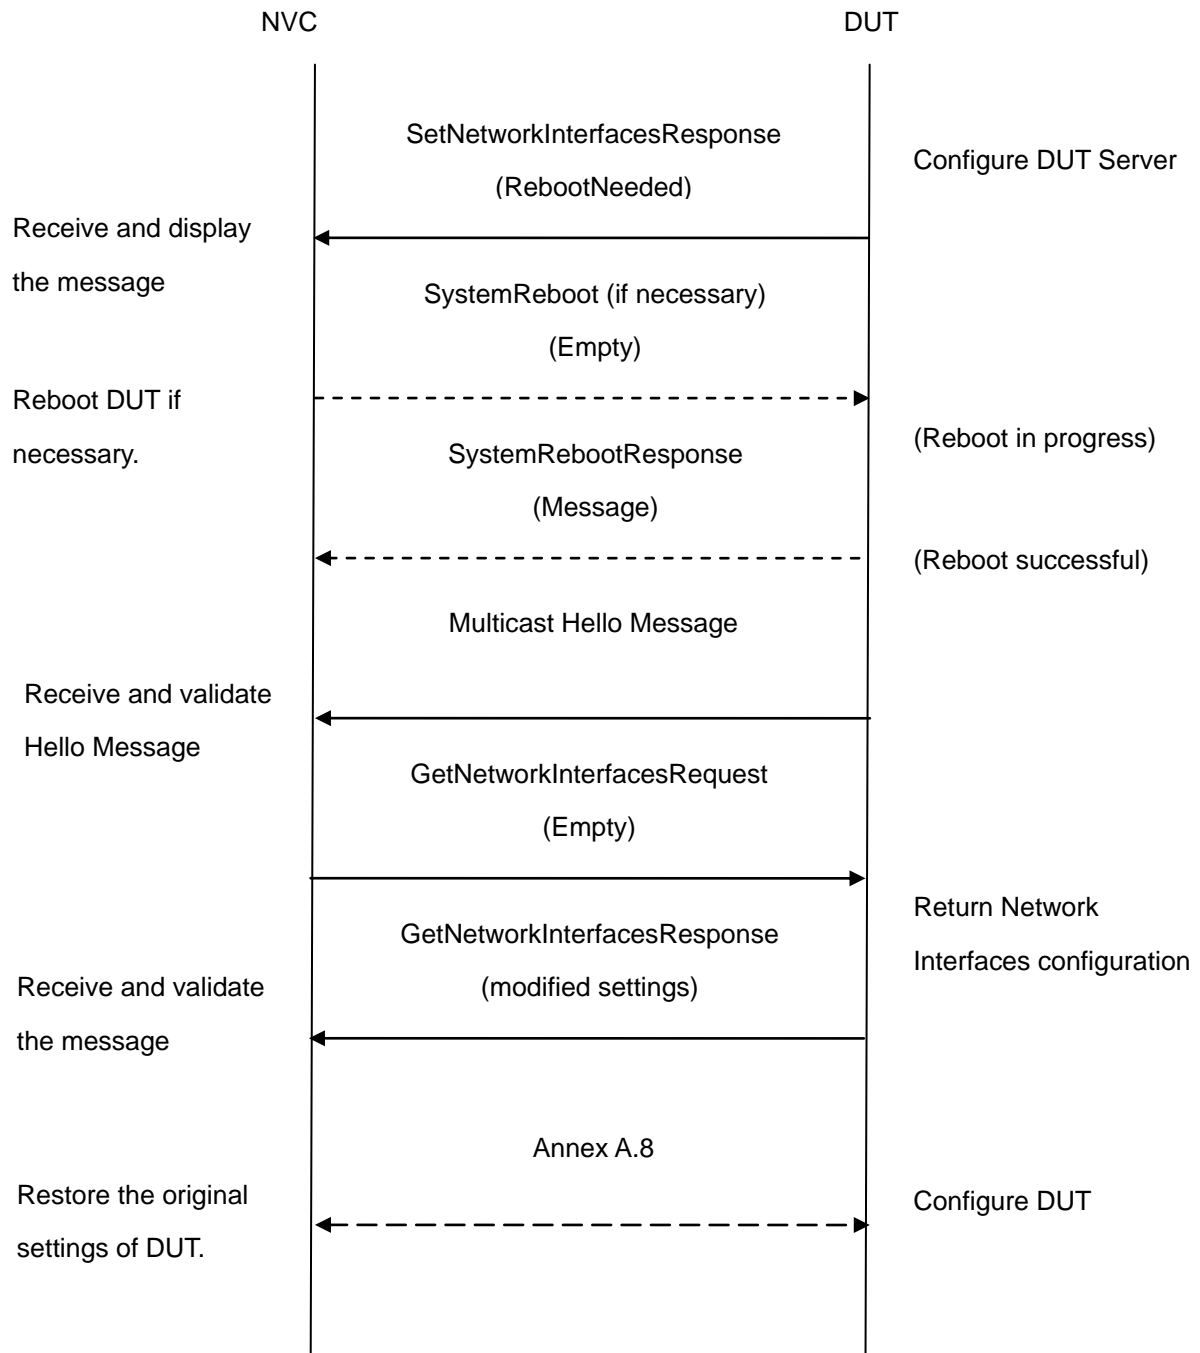 NVC
DUT
SetNetworkInterfacesResponse
(RebootNeeded)
Configure DUT Server
Receive and display
the message
SystemReboot (if necessary)
(Empty)
Reboot DUT if
necessary.
(Reboot in progress)
SystemRebootResponse
(Message)
(Reboot successful)
Multicast Hello Message
Receive and validate
Hello Message
GetNetworkInterfacesRequest
(Empty)
Return Network
Interfaces configuration
GetNetworkInterfacesResponse
(modified settings)
Receive and validate
the message
Annex A.8
Restore the original
settings of DUT.
Configure DUT